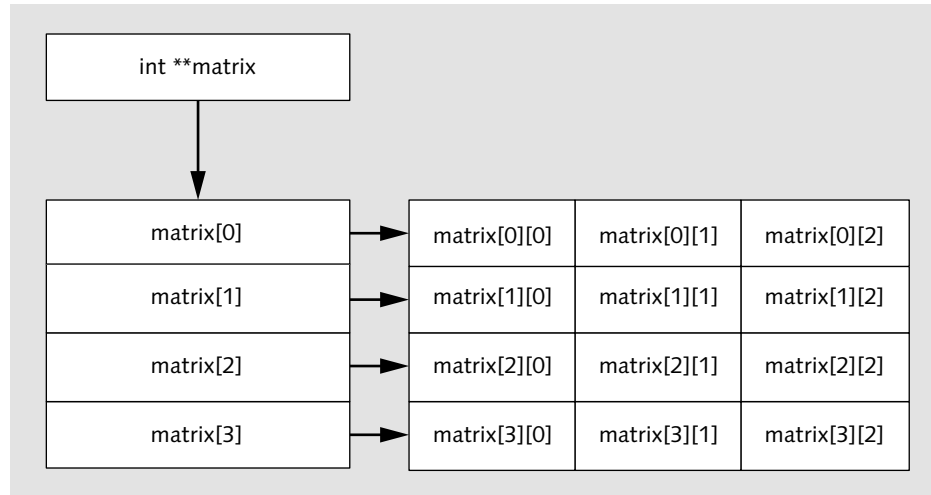 int **matrix
matrix[0] matrix[0][0] matrix[0][1] matrix[0][2]
matrix[1] matrix[1][0] matrix[1][1] matrix[1][2]
matrix[2] matrix[2][0] matrix[2][1] matrix[2][2]
matrix[3] matrix[3][0] matrix[3][1] matrix[3][2]